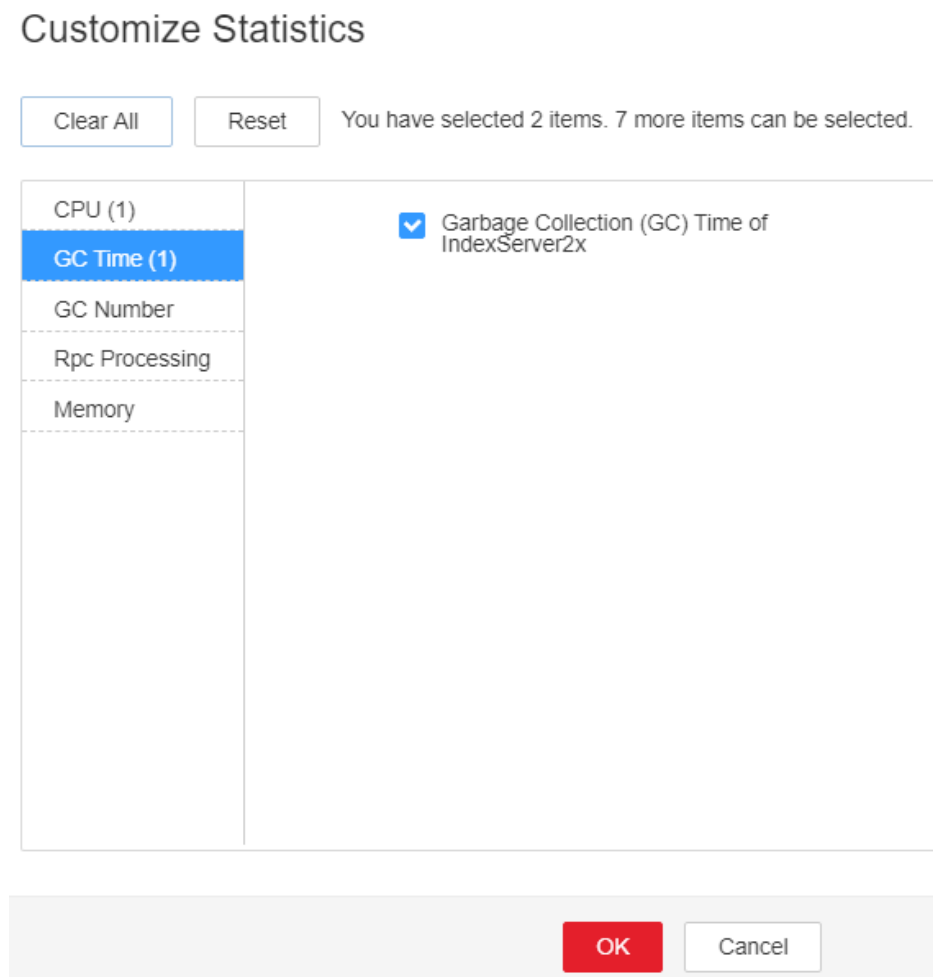 Customize Statistics
Clear All
Reset
You have selected 2 items. 7 more items can be selected.
CPU (1)
GC Time (1)
GC Number
Rpc Processing
Memory
Garbage Collection (GC) Time of
IndexServer2x
OK
Cancel